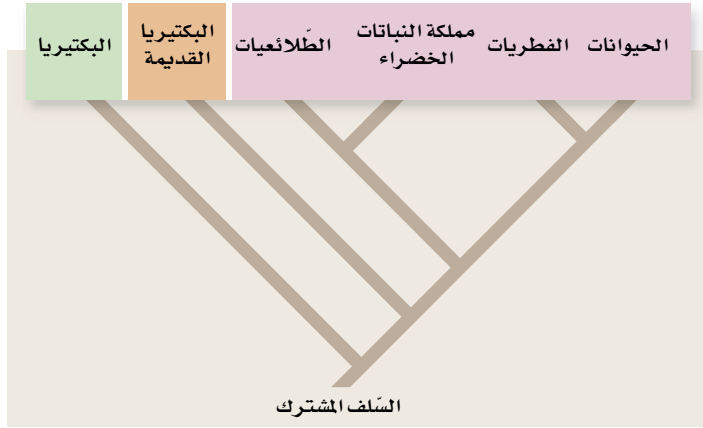 الحيوانات
الفطريات
مملكة النباتات
الخضراء
الطّلائعيات
البكتيريا
القديمة
البكتيريا
السّلف المشترك